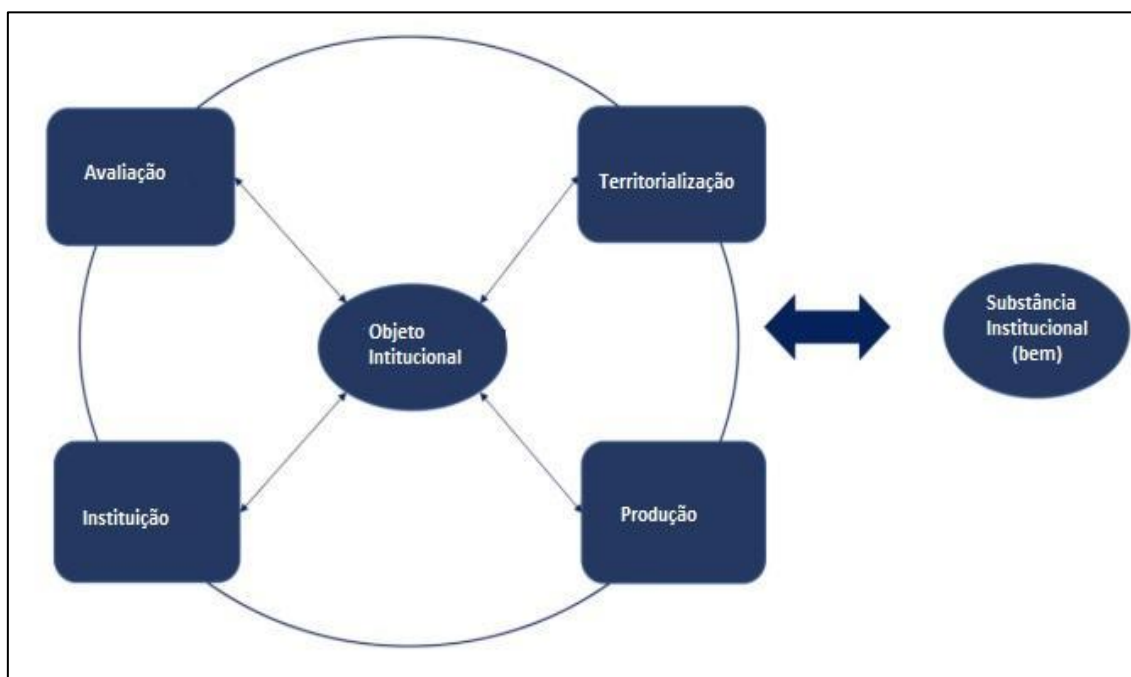 Avaliação
Territorialização
Objeto
Intitucional
Substância
Institucional
(bem)
Instituição
Produção